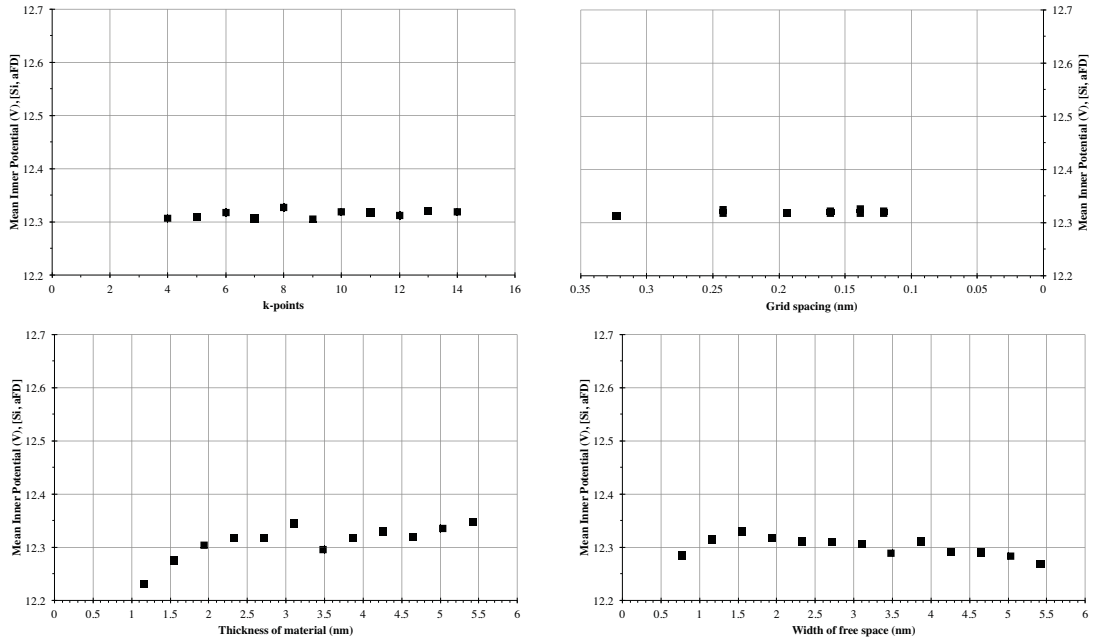 12.7
12.6
12.5
12.4
12.3
12.2
Mean Inner Potential (V), [Si, aFD]
0 2 4 6 8 10 12 14 16
k-points
12.7
12.6
12.5
12.4
12.3
12.2
Mean Inner Potential (V), [Si, aFD]
0.35 0.3 0.25 0.2 0.15 0.1 0.05 0
Grid spacing (nm)
12.7
12.6
12.5
12.4
12.3
12.2
Mean Inner Potential (V), [Si, aFD]
0 0.5 1 1.5 2 2.5 3 3.5 4 4.5 5 5.5 6
Thickness of material (nm)
12.7
12.6
12.5
12.4
12.3
12.2
Mean Inner Potential (V), [Si, aFD]
0 0.5 1 1.5 2 2.5 3 3.5 4 4.5 5 5.5 6
Width of free space (nm)